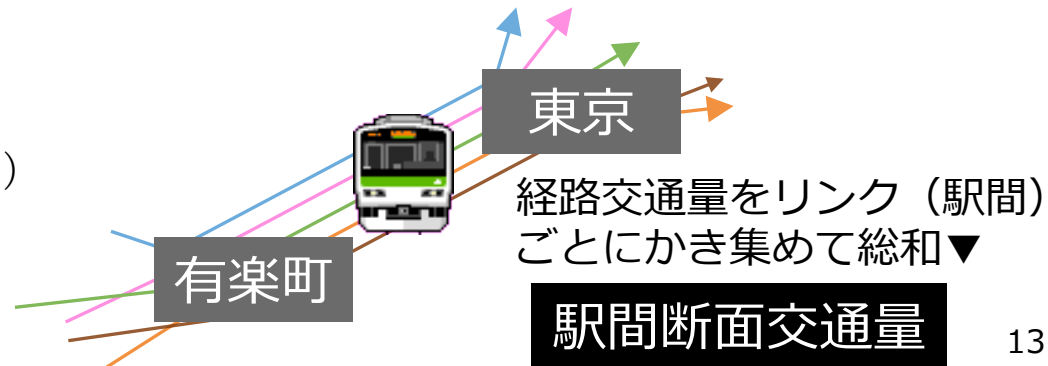 東京
）
経路交通量をリンク（駅間）
ごとにかき集めて総和▼
有楽町
駅間断面交通量
13